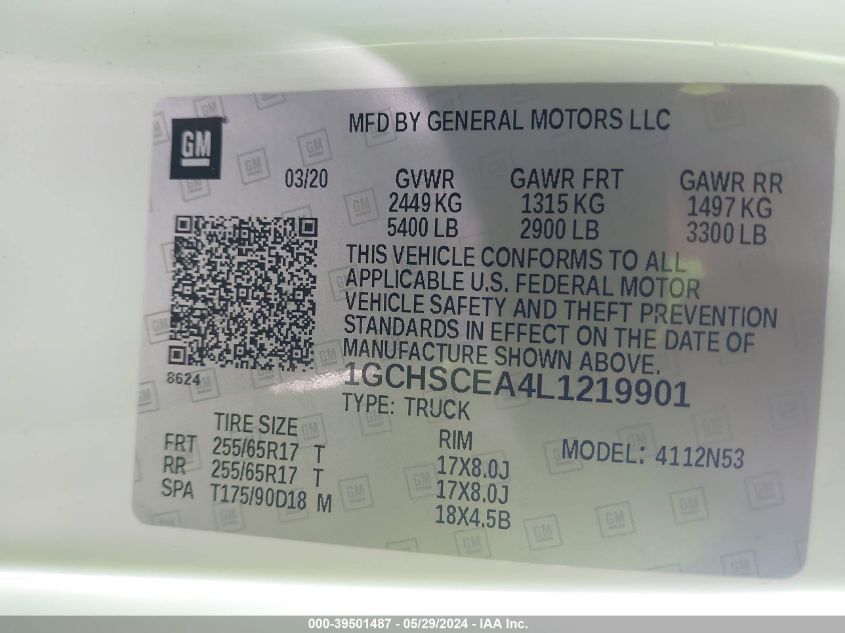 GM
MFD BY GENERAL MOTORS LLC
03/20 GVWR GAWR FRT GAWR RR
2449 KG 1315 KG 1497 KG
5400 LB 2900 LB 3300 LB
THIS VEHICLE CONFORMS TO ALL
APPLICABLE U.S. FEDERAL MOTOR
VEHICLE SAFETY AND THEFT PREVENTION
STANDARDS IN EFFECT ON THE DATE OF
MANUFACTURE SHOWN ABOVE.
8624
1GCHSCEA4L1219901
TYPE: TRUCK
TIRE SIZE RIM MODEL: 4112N53
FRT 255/65R17 T 17X8.0J
RR 255/65R17 T 17X8.0J
SPA T175/90D18 M 18X4.5B
000-39501487 - 05/29/2024 - IAA Inc.